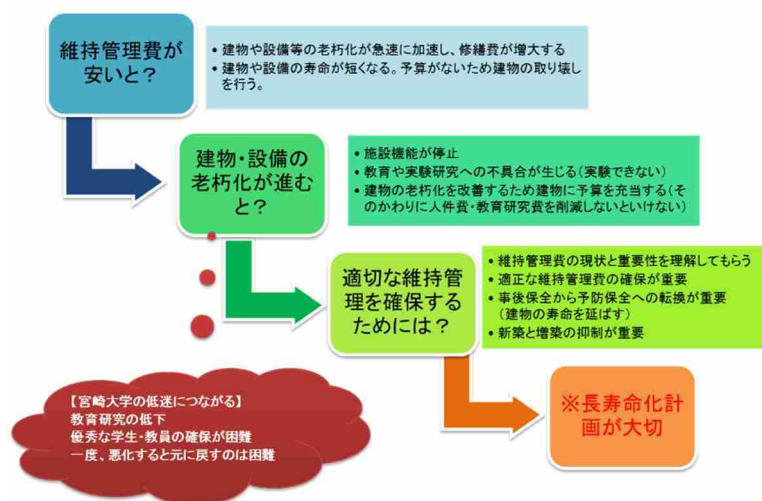 維持管理費が
安いと？
• 建物や設備等の老朽化が急速に加速し、修繕費が増大する
• 建物や設備の寿命が短くなる。予算がないため建物の取り壊し
を行う。
建物・設備の
老朽化が進む
と？
• 施設機能が停止
• 教育や実験研究への不具合が生じる（実験できない）
• 建物の老朽化を改善するため建物に予算を充当する（そ
のかわりに人件費・教育研究費を削減しないといけない）
適切な維持管
理を確保する
ためには？
• 維持管理費の現状と重要性を理解してもらう
• 適正な維持管理費の確保が重要
• 事後保全から予防保全への転換が重要
（建物の寿命を延ばす）
• 新築と増築の抑制が重要
※長寿命化計
画が大切
【宮崎大学の低迷につながる】
教育研究の低下
優秀な学生・教員の確保が困難
一度、悪化すると元に戻すのは困難